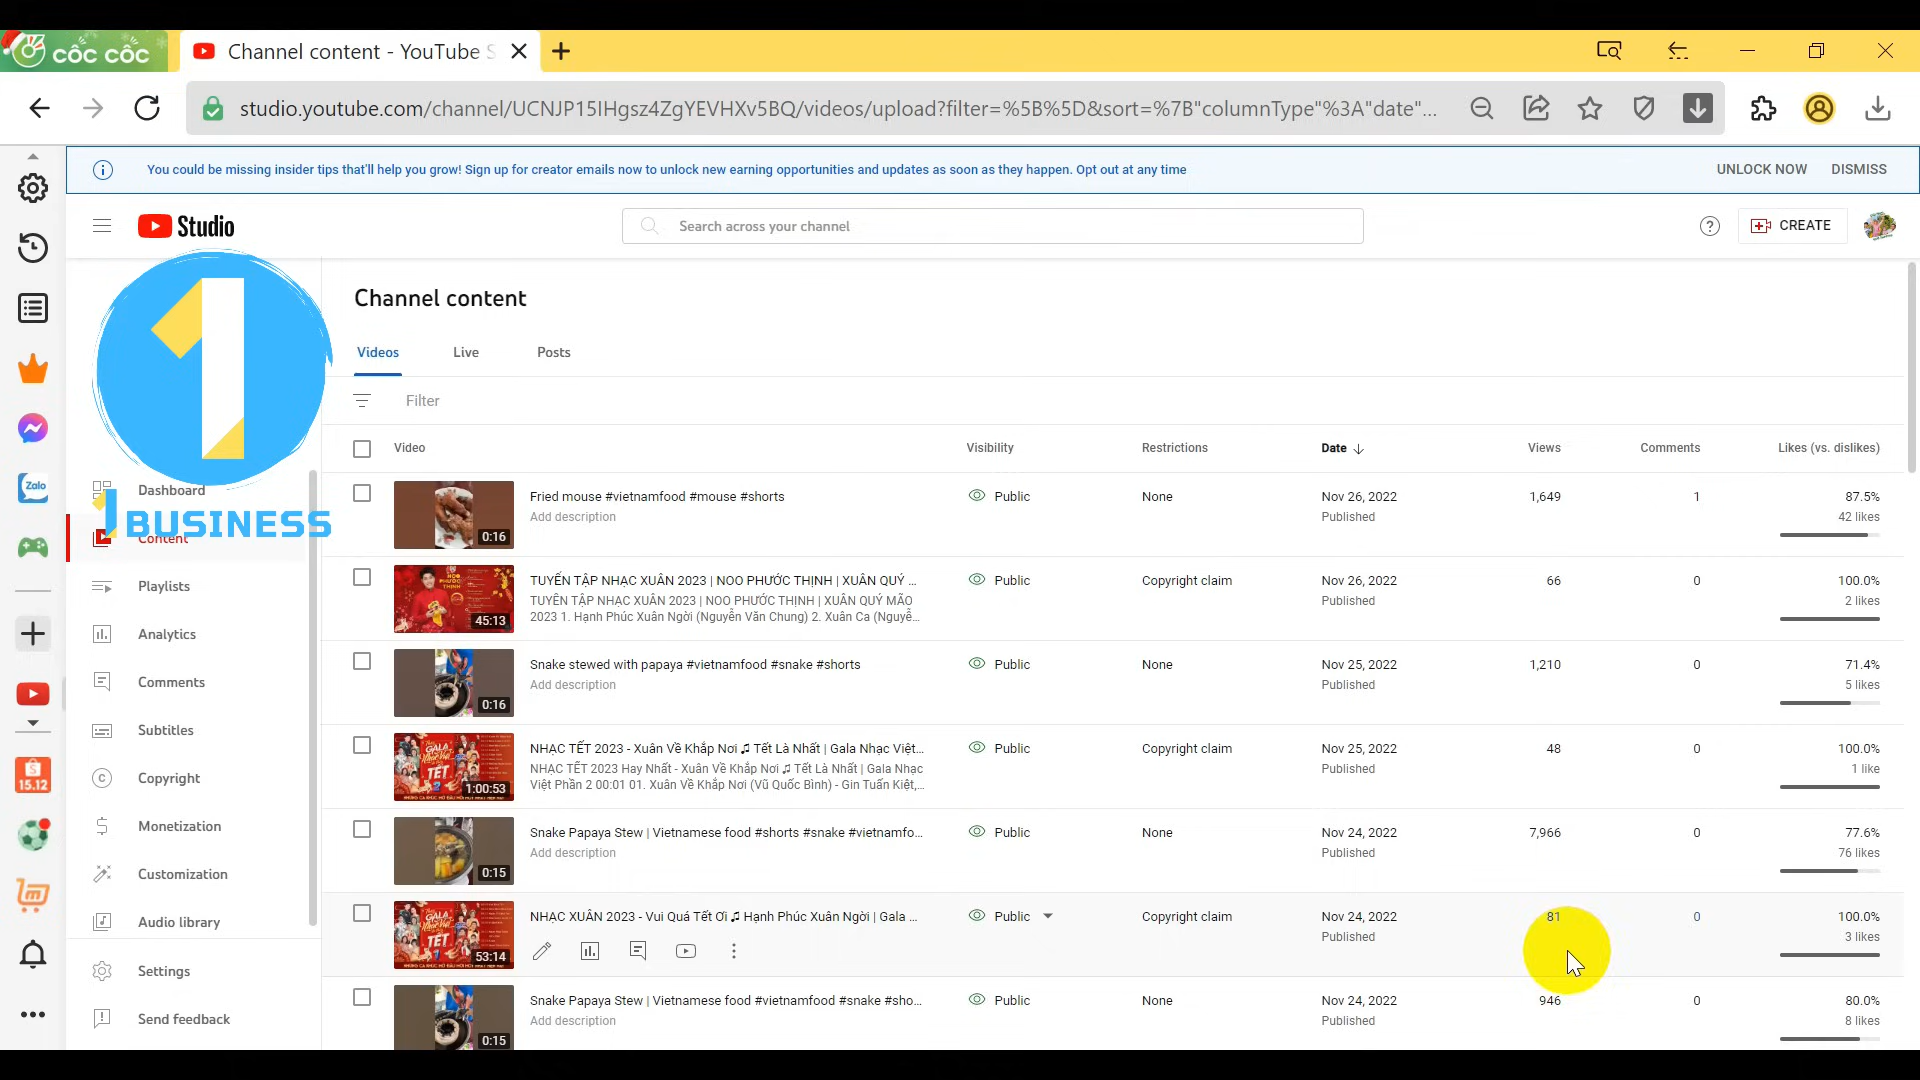 cốc cốc
Channel content - YouTube S
studio.youtube.com/channel/UCNJP15IHgsz4ZgYEVHXv5BQ/videos/upload?filter=%5B%5D&sort=%7B"columnType"%3A"date"...
You could be missing insider tips that'll help you grow! Sign up for creator emails now to unlock new earning opportunities and updates as soon as they happen. Opt out at any time
UNLOCK NOW
DISMISS
Studio
Search across your channel
CREATE
1 BUSINESS
Zalo
15.12
Dashboard
Content
Playlists
Analytics
Comments
Subtitles
Copyright
Monetization
Customization
Audio library
Settings
Send feedback
Channel content
Videos Live Posts
Filter
Video Visibility Restrictions Date Views Comments Likes (vs. dislikes)
Fried mouse #vietnamfood #mouse #shorts Public None Nov 26, 2022 1,649 1 87.5%
Add description Published 42 likes
0:16
TUYỂN TẬP NHẠC XUÂN 2023 | NOO PHƯỚC THỊNH | XUÂN QUÝ ... Public Copyright claim Nov 26, 2022 66 0 100.0%
TUYỂN TẬP NHẠC XUÂN 2023 | NOO PHƯỚC THỊNH | XUÂN QUÝ MÃO Published 2 likes
2023 1. Hạnh Phúc Xuân Ngời (Nguyễn Văn Chung) 2. Xuân Ca (Nguyễ...
45:13
Snake stewed with papaya #vietnamfood #snake #shorts Public None Nov 25, 2022 1,210 0 71.4%
Add description Published 5 likes
0:16
NHẠC TẾT 2023 - Xuân Về Khắp Nơi ♫ Tết Là Nhất | Gala Nhạc Việt... Public Copyright claim Nov 25, 2022 48 0 100.0%
NHẠC TẾT 2023 Hay Nhất - Xuân Về Khắp Nơi ♫ Tết Là Nhất | Gala Nhạc Published 1 like
Việt Phần 2 00:01 01. Xuân Về Khắp Nơi (Vũ Quốc Bình) - Gin Tuấn Kiệt,...
1:00:53
Snake Papaya Stew | Vietnamese food #shorts #snake #vietnamfo... Public None Nov 24, 2022 7,966 0 77.6%
Add description Published 76 likes
0:15
NHẠC XUÂN 2023 - Vui Quá Tết Ơi ♫ Hạnh Phúc Xuân Ngời | Gala ... Public Copyright claim Nov 24, 2022 81 0 100.0%
Published 3 likes
53:14
Snake Papaya Stew | Vietnamese food #vietnamfood #snake #sho... Public None Nov 24, 2022 946 0 80.0%
Add description Published 8 likes
0:15